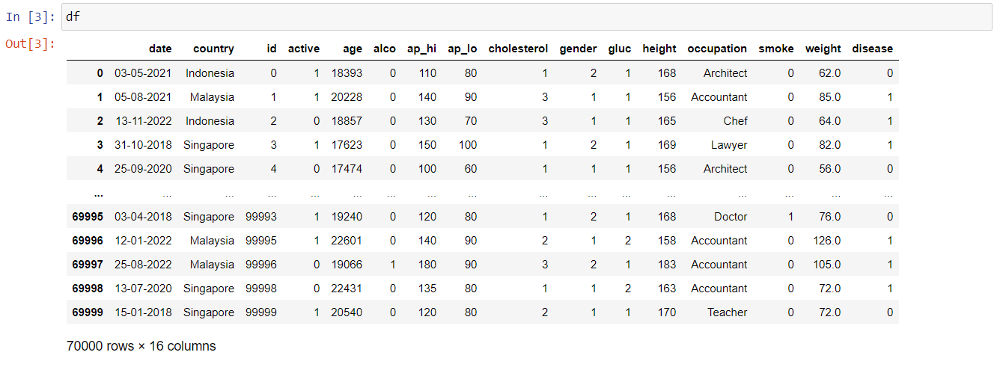 In [3]: df
Out[3]:
date country id active age alco ap_hi ap_lo cholesterol gender gluc height occupation smoke weight disease
0 03-05-2021 Indonesia 0 1 18393 0 110 80 1 2 1 168 Architect 0 62.0 0
1 05-08-2021 Malaysia 1 1 20228 0 140 90 3 1 1 156 Accountant 0 85.0 1
2 13-11-2022 Indonesia 2 0 18857 0 130 70 3 1 1 165 Chef 0 64.0 1
3 31-10-2018 Singapore 3 1 17623 0 150 100 1 2 1 169 Lawyer 0 82.0 1
4 25-09-2020 Singapore 4 0 17474 0 100 60 1 1 1 156 Architect 0 56.0 0
... ... ... ... ... ... ... ... ... ... ... ... ... ... ... ... ...
69995 03-04-2018 Singapore 99993 1 19240 0 120 80 1 2 1 168 Doctor 1 76.0 0
69996 12-01-2022 Malaysia 99995 1 22601 0 140 90 2 1 2 158 Accountant 0 126.0 1
69997 25-08-2022 Malaysia 99996 0 19066 1 180 90 3 2 1 183 Accountant 0 105.0 1
69998 13-07-2020 Singapore 99998 0 22431 0 135 80 1 1 2 163 Accountant 0 72.0 1
69999 15-01-2018 Singapore 99999 1 20540 0 120 80 2 1 1 170 Teacher 0 72.0 0
70000 rows × 16 columns